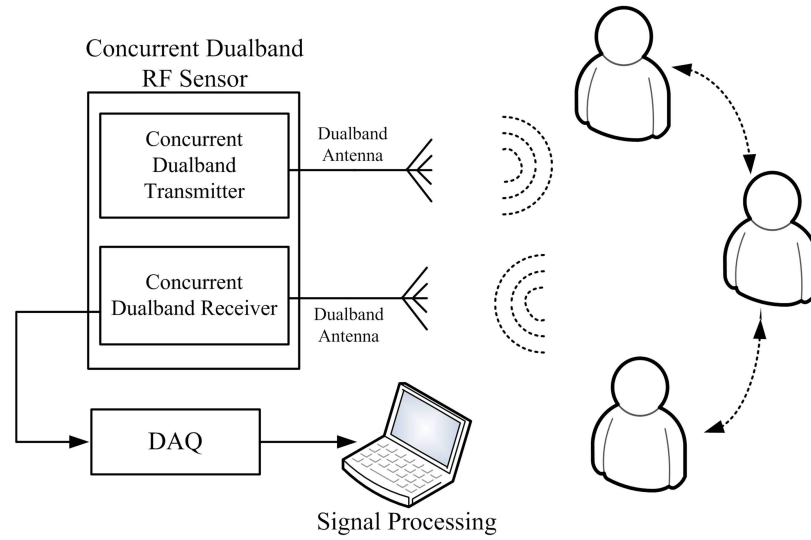 Concurrent Dualband
RF Sensor
Concurrent
Dualband
Transmitter
Dualband
Antenna
Concurrent
Dualband Receiver
Dualband
Antenna
DAQ
Signal Processing